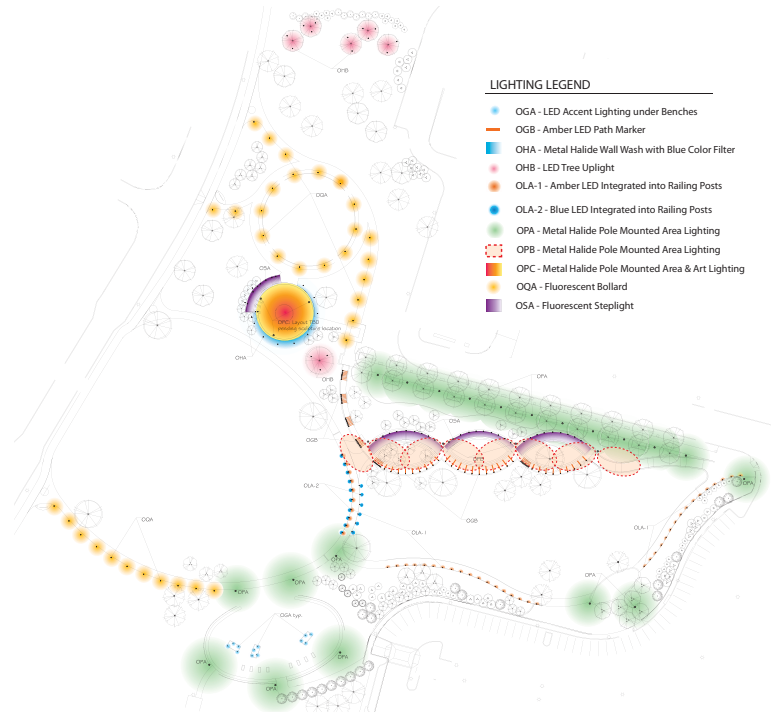 OHB
LIGHTING LEGEND
OGA - LED Accent Lighting under Benches
OGB - Amber LED Path Marker
OHA - Metal Halide Wall Wash with Blue Color Filter
OHB - LED Tree Uplight
OLA-1 - Amber LED Integrated into Railing Posts
OLA-2 - Blue LED Integrated into Railing Posts
OPA - Metal Halide Pole Mounted Area Lighting
OPB - Metal Halide Pole Mounted Area Lighting
OPC - Metal Halide Pole Mounted Area & Art Lighting
OQA - Fluorescent Bollard
OSA - Fluorescent Steplight
OQA
OSA
OPC, Layout TBD
location
OHA
OHB
OPA
OSA
OGB
OLA-2
OPA
OQA
OLA-1
OGB
OLA-1
OPA
OPA
OPA
OPA
OGA typ.
OPA
OPA
OPA